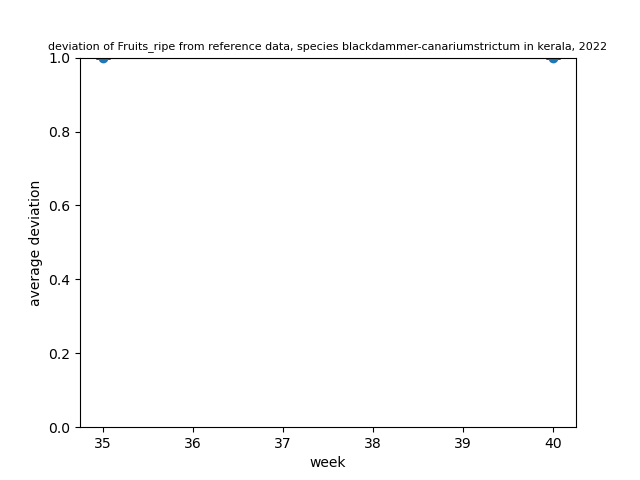 deviation of Fruits_ripe from reference data, species blackdammer-canariumstrictum in kerala, 2022
1.0
0.8
0.6
0.4
0.2
0.0
average deviation
35 36 37 38 39 40
week